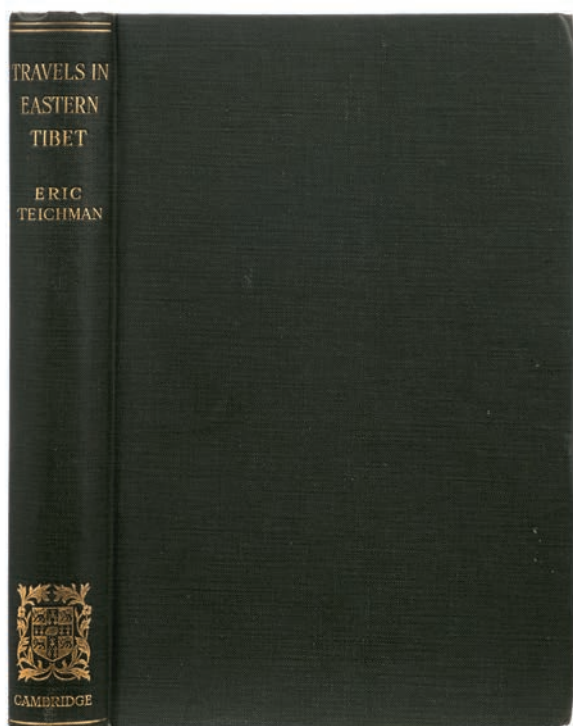 TRAVELS IN
EASTERN
TIBET
ERIC
TEICHMAN
CAMBRIDGE